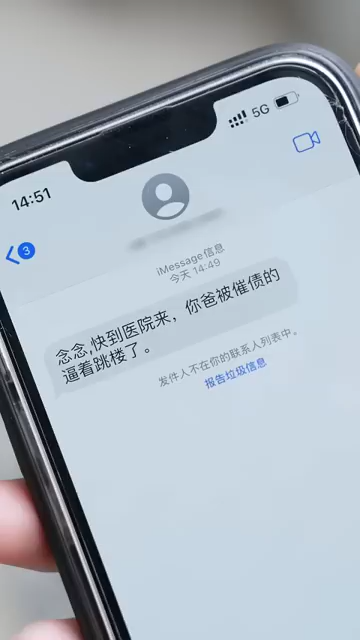 14:51
5G
3
iMessage信息
今天 14:49
念念,快到医院来，你爸被催债的
逼着跳楼了。
发件人不在你的联系人列表中。
报告垃圾信息